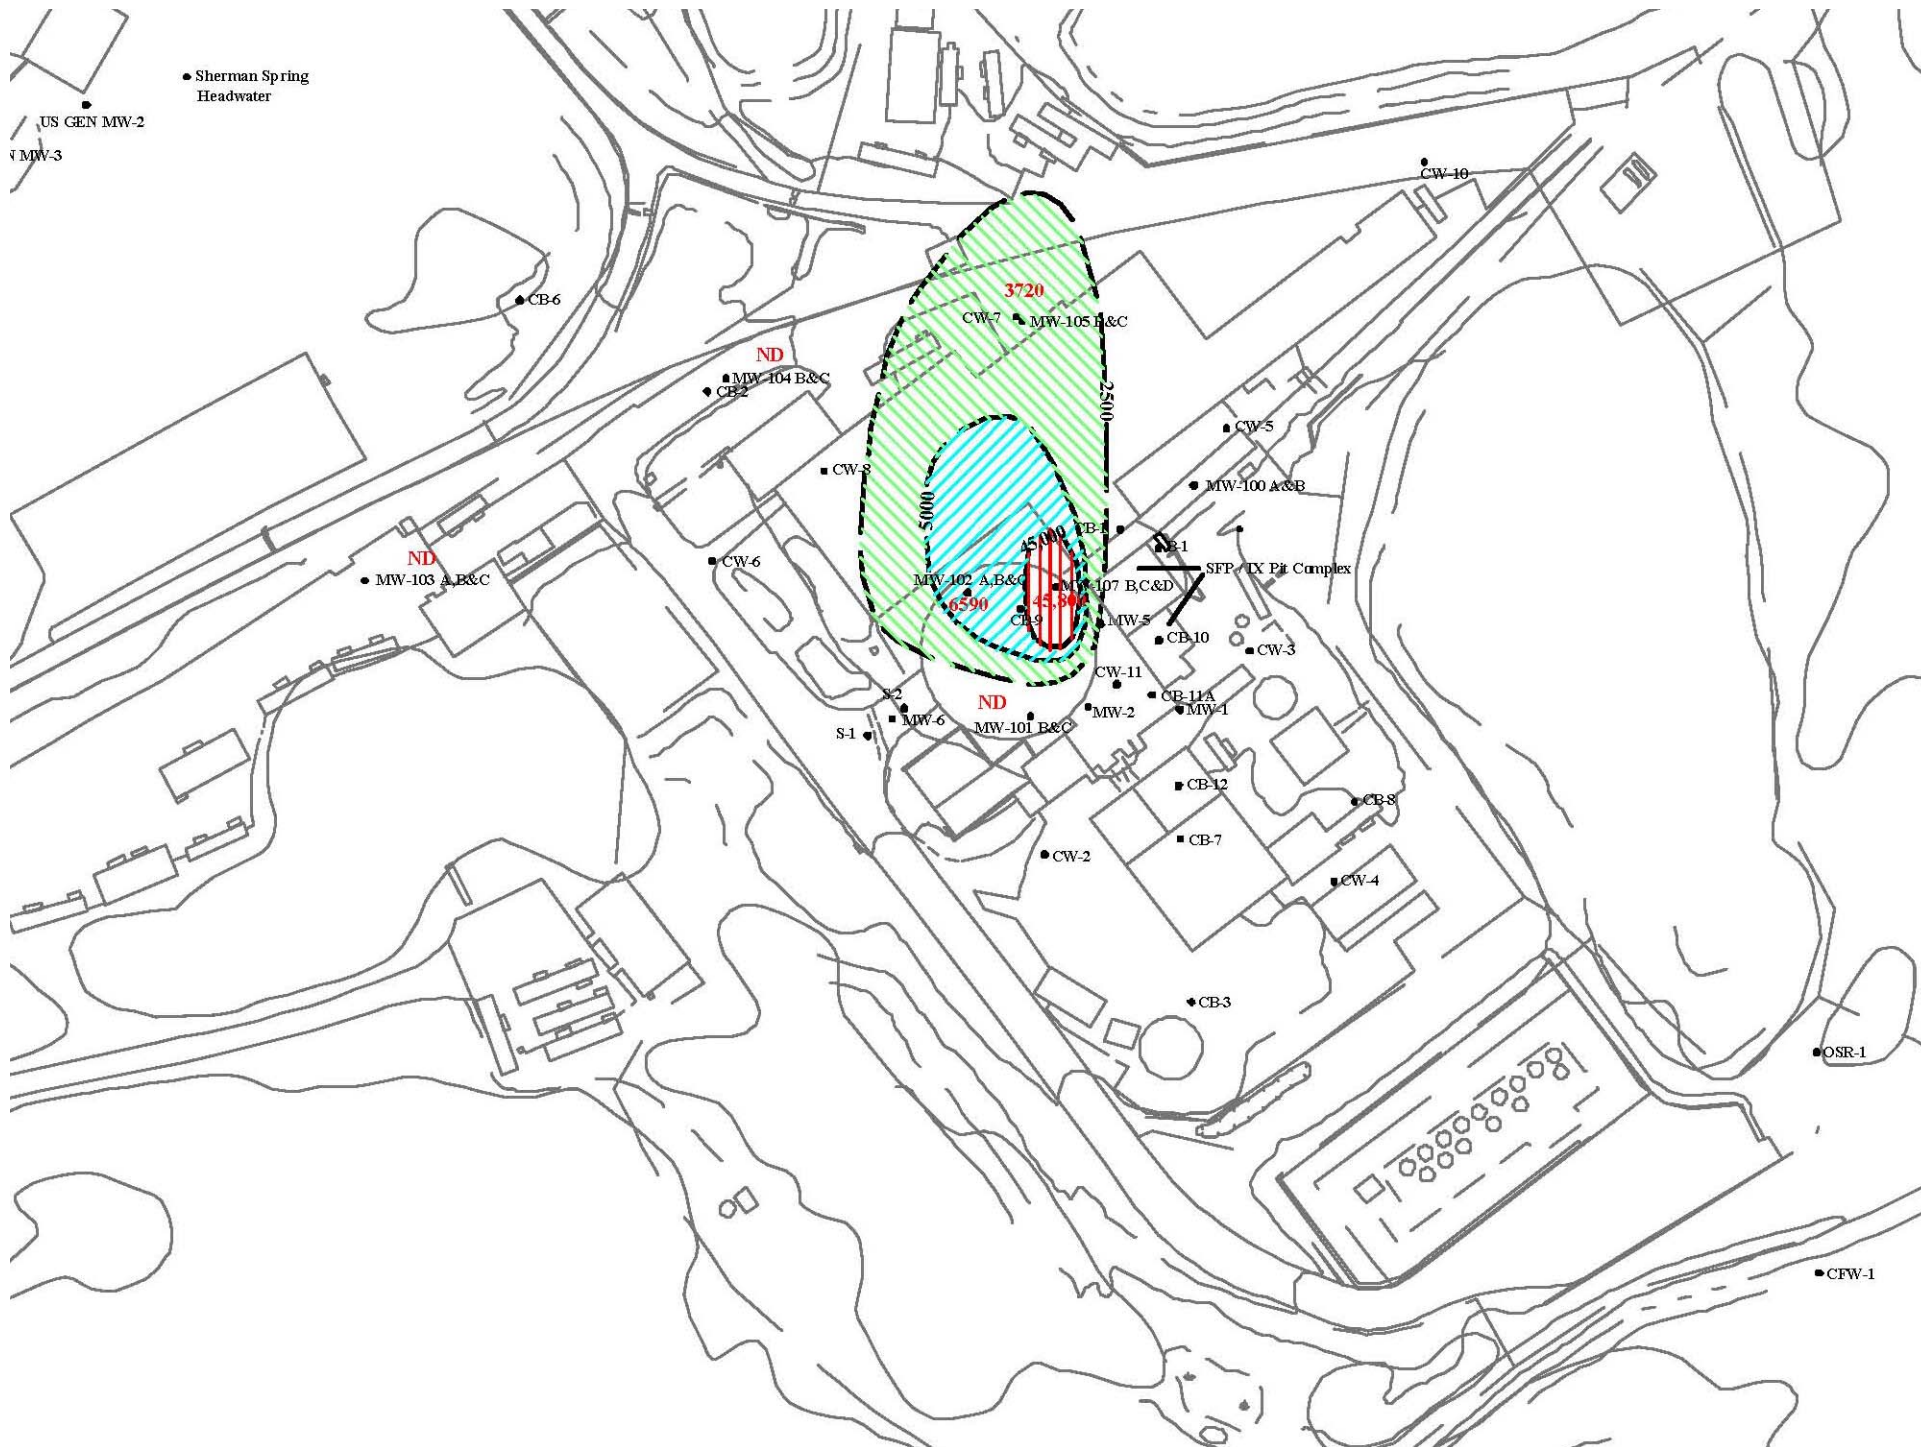 Sherman Spring
Headwater
US GEN MW-2
N MW-3
CW-10
CB-6
3720
CW-7
MW-105 B&C
ND
MW-104 B&C
CB-2
2500
CW-5
CW-8
MW-100 A&B
5000
CB-1
45,000
B-1
ND
MW-103 A,B&C
CW-6
SFP / IX Pit Complex
MW-102 A,B&C
MW-107 B,C&D
6590
45,800
CB-9
MW-5
CB-10
CW-3
CW-11
S-2
ND
CB-11A
MW-6
MW-2
MW-1
S-1
MW-101 B&C
CB-12
CB-8
CB-7
CW-2
CW-4
CB-3
OSR-1
CFW-1